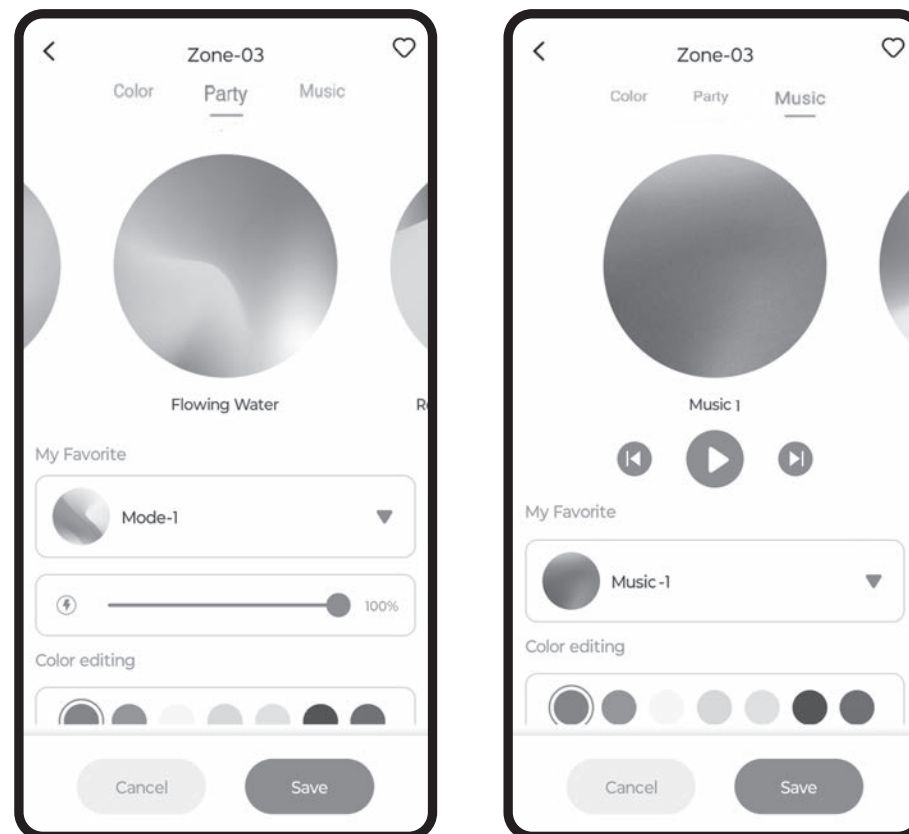 Zone-03
Color Party Music
Flowing Water
My Favorite
Mode-1
100%
Color editing
Cancel Save
Zone-03
Color Party Music
Music 1
My Favorite
Music -1
Color editing
Cancel Save